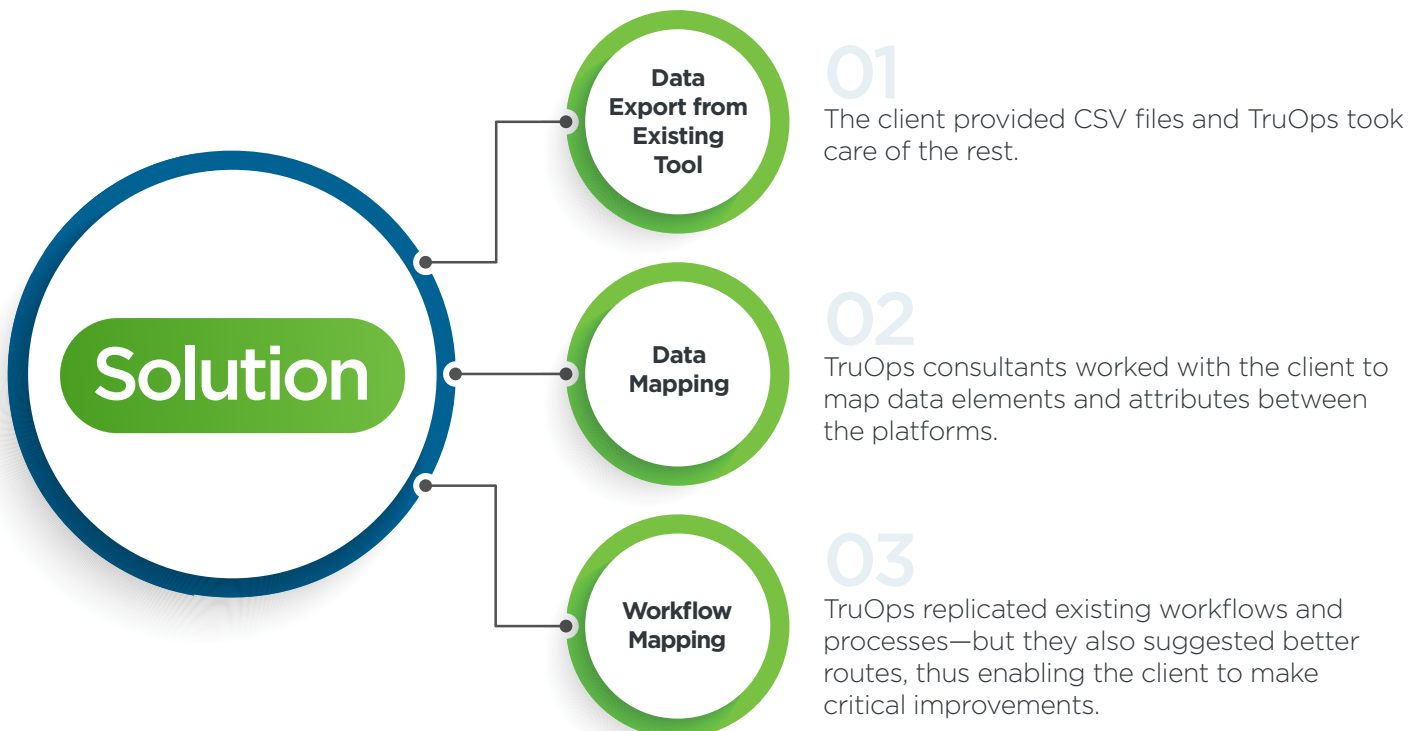 Solution
Data
Export from
Existing
Tool
01
The client provided CSV files and TruOps took
care of the rest.
Data
Mapping
02
TruOps consultants worked with the client to
map data elements and attributes between
the platforms.
Workflow
Mapping
03
TruOps replicated existing workflows and
processes—but they also suggested better
routes, thus enabling the client to make
critical improvements.